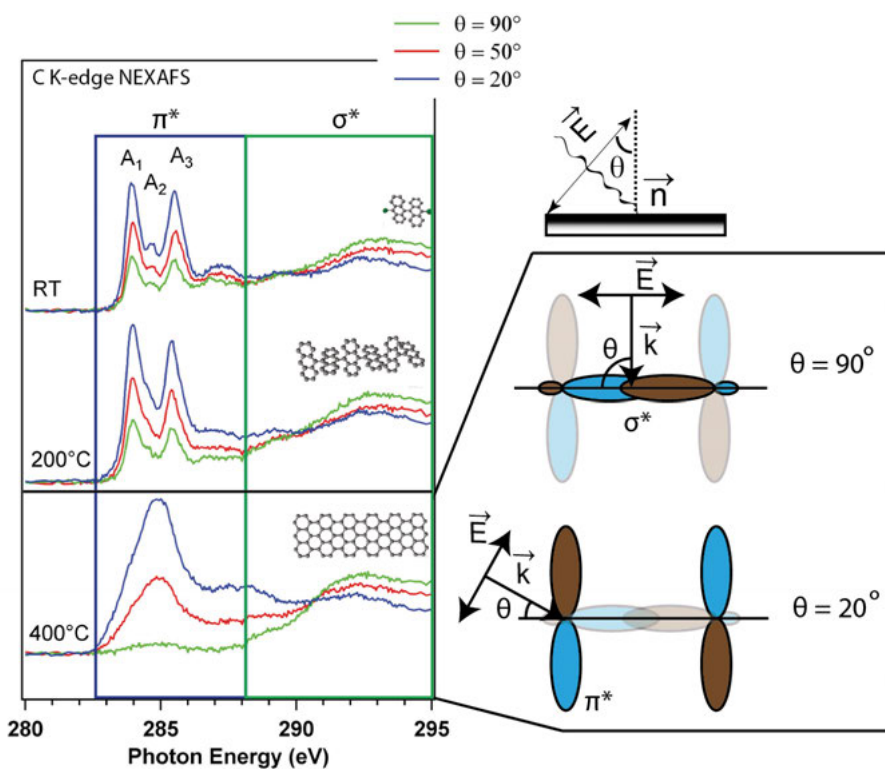 θ = 90°
θ = 50°
θ = 20°
C K-edge NEXAFS
π* σ*
A₁ A₂ A₃
RT
200°C
400°C
280 285 290 295
Photon Energy (eV)
E
θ
n
E
k
θ
σ*
θ = 90°
E
k
θ
π*
θ = 20°